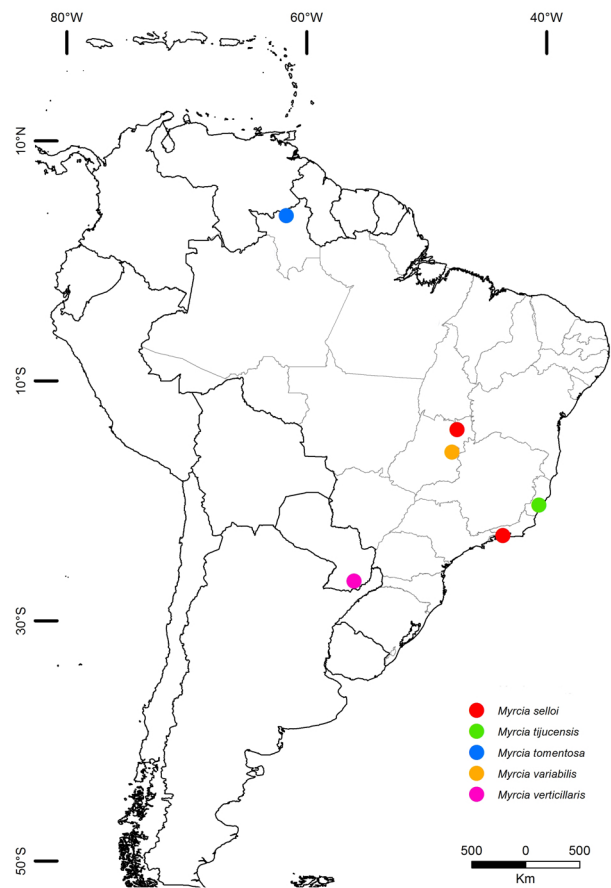 80°W 60°W 40°W
10°N
10°S
30°S
Myrcia selloi
Myrcia tijucensis
Myrcia tomentosa
Myrcia variabilis
Myrcia verticillaris
50°S
500 0 500
Km